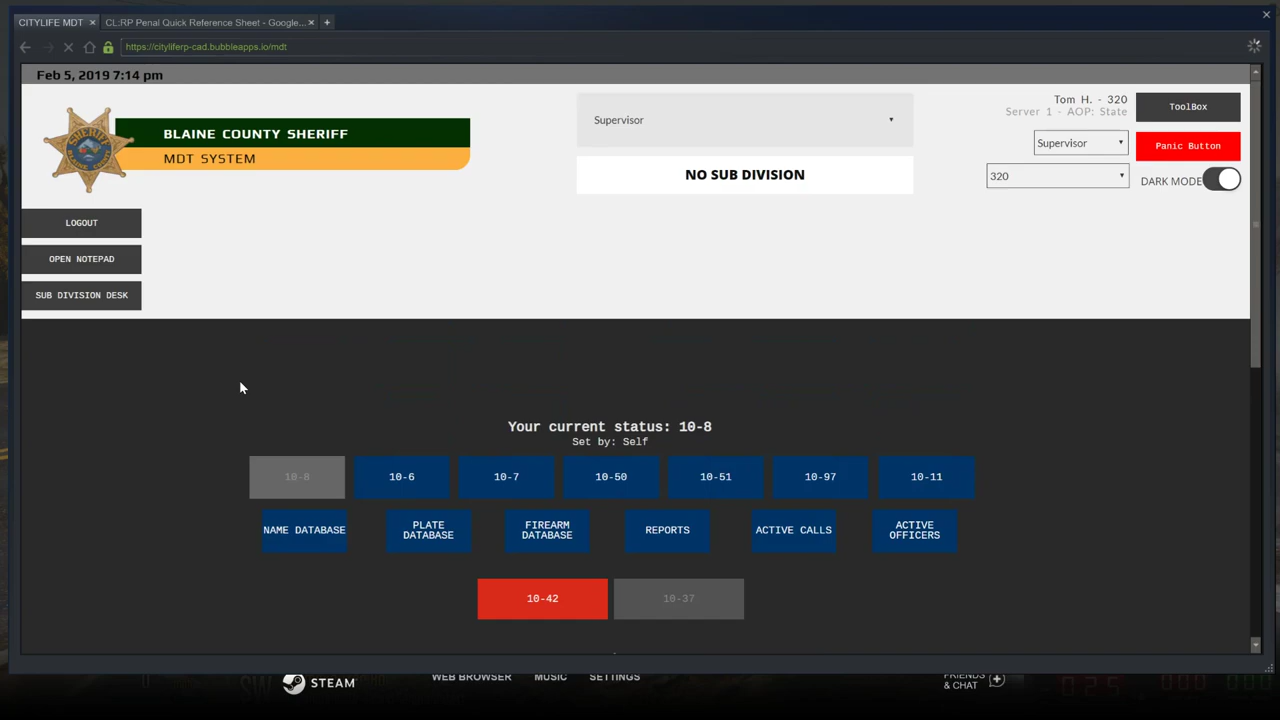 CITYLIFE MDT
CL:RP Penal Quick Reference Sheet - Google...
https://cityliferp-cad.bubbleapps.io/mdt
Feb 5, 2019 7:14 pm
SHERIFF
BLAINE COUNTY SHERIFF
MDT SYSTEM
Supervisor
NO SUB DIVISION
Tom H. - 320
Server 1 - AOP: State
ToolBox
Supervisor
Panic Button
320
DARK MODE
LOGOUT
OPEN NOTEPAD
SUB DIVISION DESK
Your current status: 10-8
Set by: Self
10-8
10-6
10-7
10-50
10-51
10-97
10-11
NAME DATABASE
PLATE
DATABASE
FIREARM
DATABASE
REPORTS
ACTIVE CALLS
ACTIVE
OFFICERS
10-42
10-37
STEAM
WEB BROWSER
MUSIC
SETTINGS
FRIENDS
& CHAT